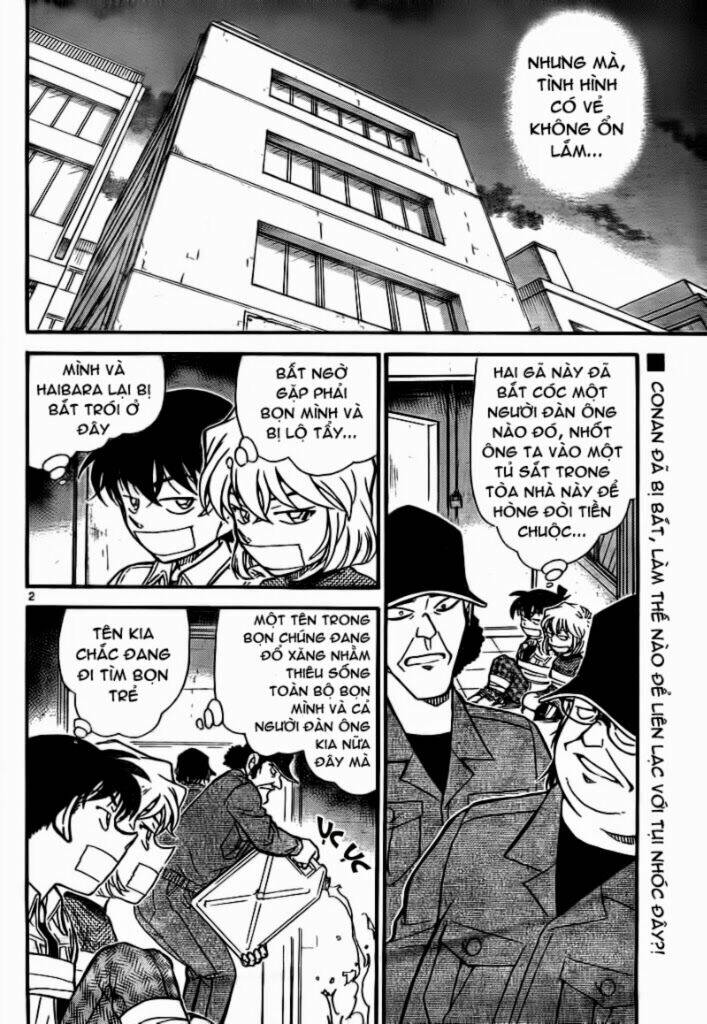 NHƯNG MÀ,
TÌNH HÌNH
CÓ VẺ
KHÔNG ỔN
LẮM...
■ CONAN ĐÃ BỊ BẮT, LÀM THẾ NÀO ĐỂ LIÊN LẠC VỚI TỤI NHÓC ĐÂY?!
HAI GÃ NÀY ĐÃ
BẮT CÓC MỘT
NGƯỜI ĐÀN ÔNG
NÀO ĐÓ, NHỐT
ÔNG TA VÀO MỘT
TỦ SẮT TRONG
TÒA NHÀ NÀY ĐỂ
HÒNG ĐÒI TIỀN
CHUỘC...
BẤT NGỜ
GẶP PHẢI
BỌN MÌNH VÀ
BỊ LỘ TẨY...
MÌNH VÀ
HAIBARA LẠI BỊ
BẮT TRÓI Ở
ĐÂY
2
MỘT TÊN TRONG
BỌN CHÚNG ĐANG
ĐỔ XĂNG NHẰM
THIÊU SỐNG
TOÀN BỘ BỌN
MÌNH VÀ CẢ
NGƯỜI ĐÀN ÔNG
KIA NỮA
ĐÂY MÀ
TÊN KIA
CHẮC ĐANG
ĐI TÌM BỌN
TRẺ
ỤC ỤC